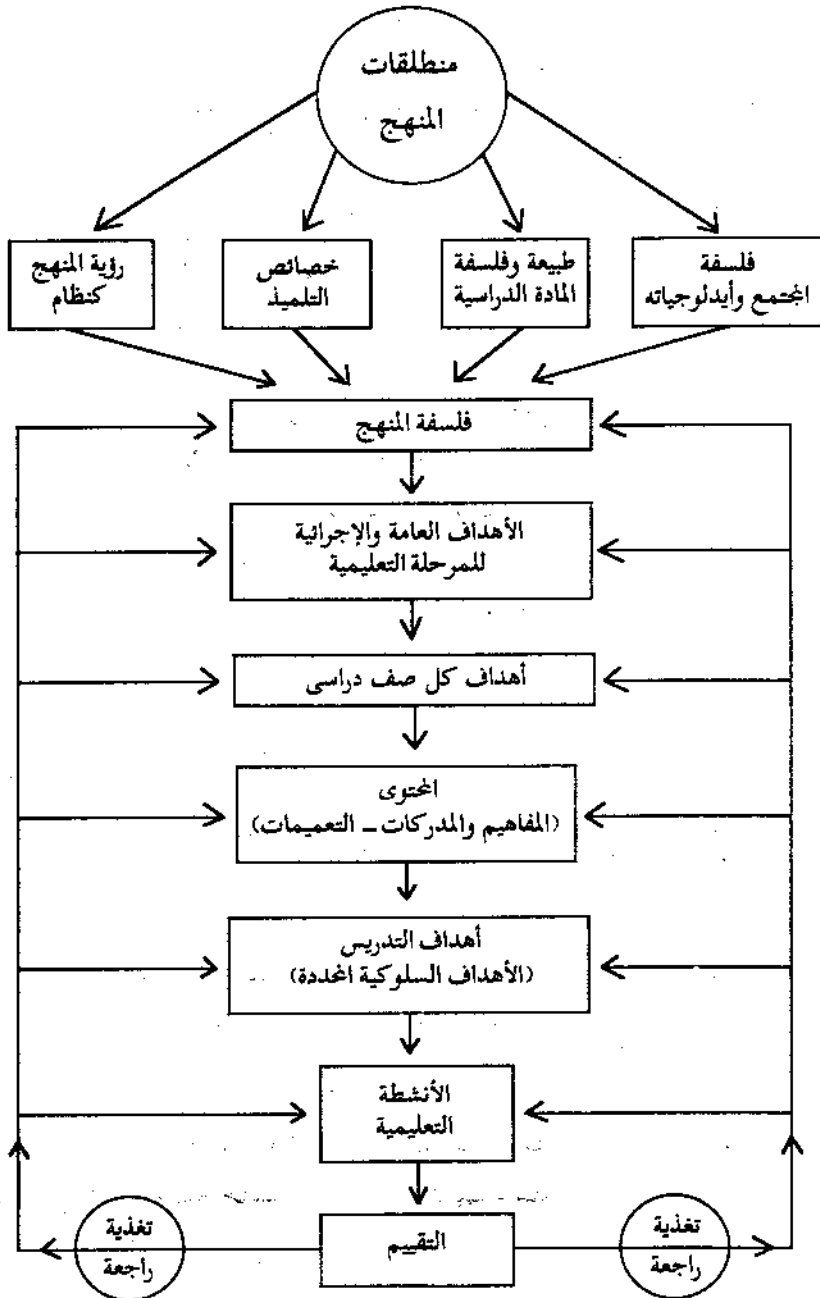 منطلقات
المنهج
فلسفة
المجتمع وأيدلوجياته
طبيعة وفلسفة
المادة الدراسية
خصائص
التلميذ
رؤية المنهج
كنظام
فلسفة المنهج
الأهداف العامة والإجرائية
للمرحلة التعليمية
أهداف كل صف دراسى
المحتوى
(المفاهيم والمدركات - التعميمات)
أهداف التدريس
(الأهداف السلوكية المحددة)
الأنشطة
التعليمية
التقييم
تغذية
راجعة
تغذية
راجعة